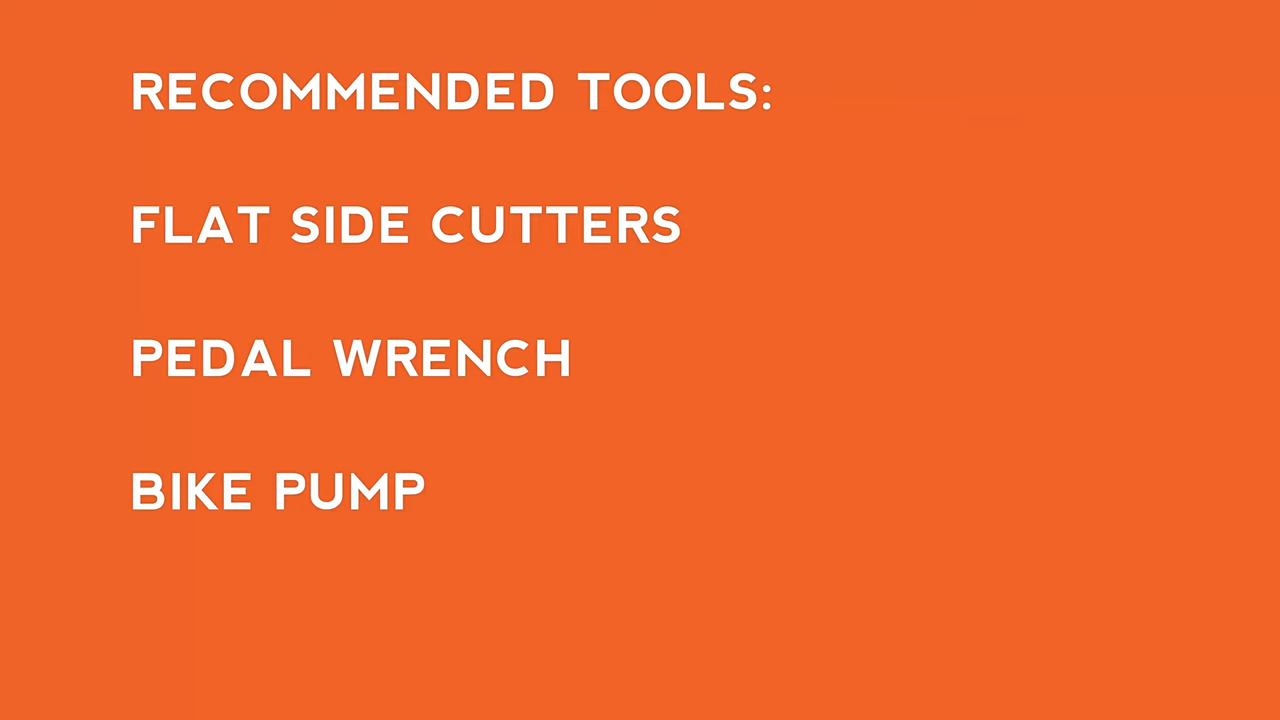 RECOMMENDED TOOLS:
FLAT SIDE CUTTERS
PEDAL WRENCH
BIKE PUMP